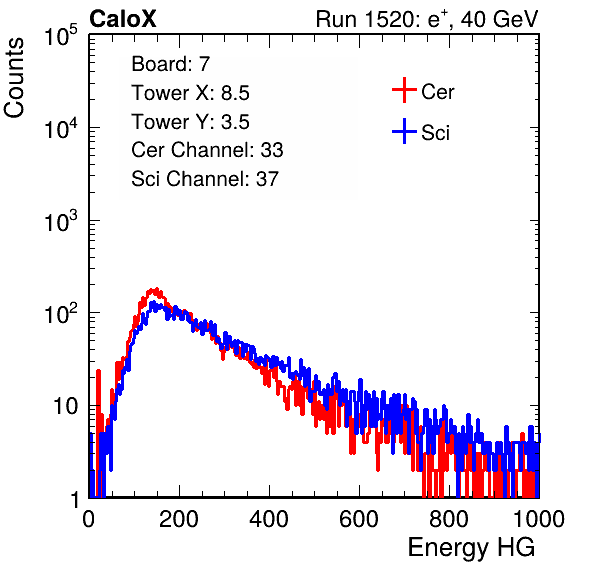 CaloX Run 1520: e⁺, 40 GeV
Counts
10⁵
10⁴
10³
10²
10
1
Board: 7
Tower X: 8.5
Tower Y: 3.5
Cer Channel: 33
Sci Channel: 37
Cer
Sci
0 200 400 600 800 1000
Energy HG